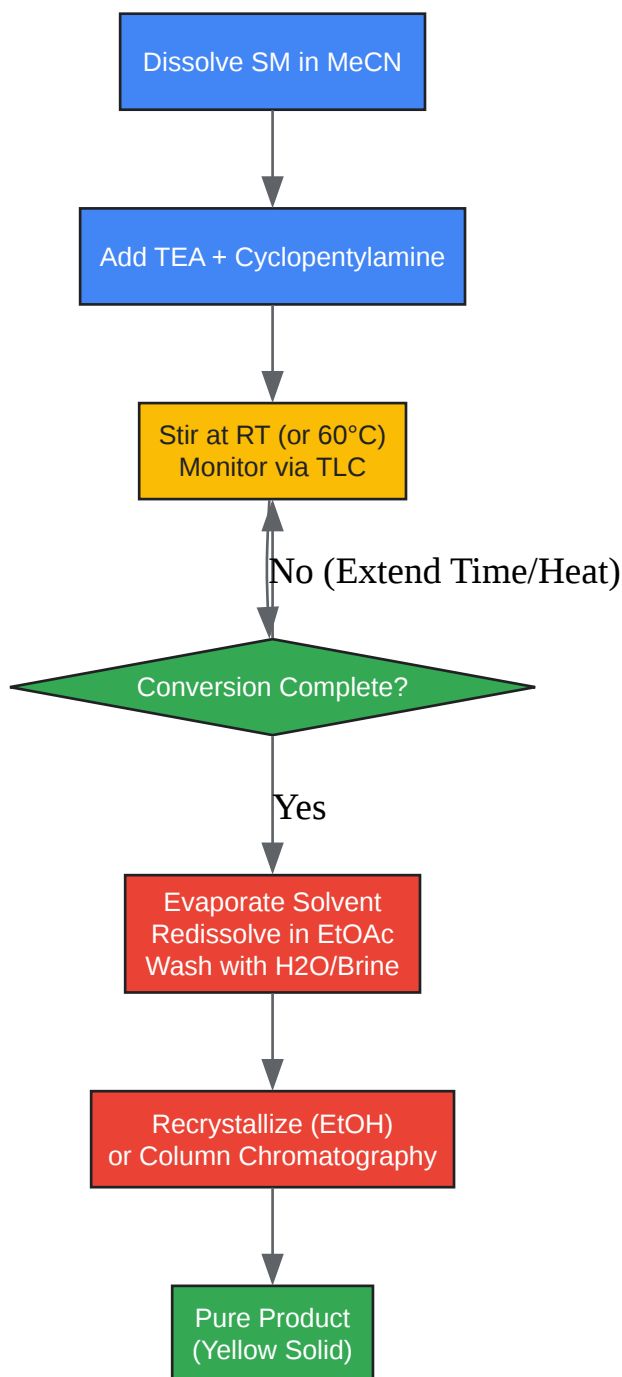 Dissolve SM in MeCN
Add TEA + Cyclopentylamine
Stir at RT (or 60°C)
Monitor via TLC
No (Extend Time/Heat)
Conversion Complete?
Yes
Evaporate Solvent
Redissolve in EtOAc
Wash with H2O/Brine
Recrystallize (EtOH)
or Column Chromatography
Pure Product
(Yellow Solid)